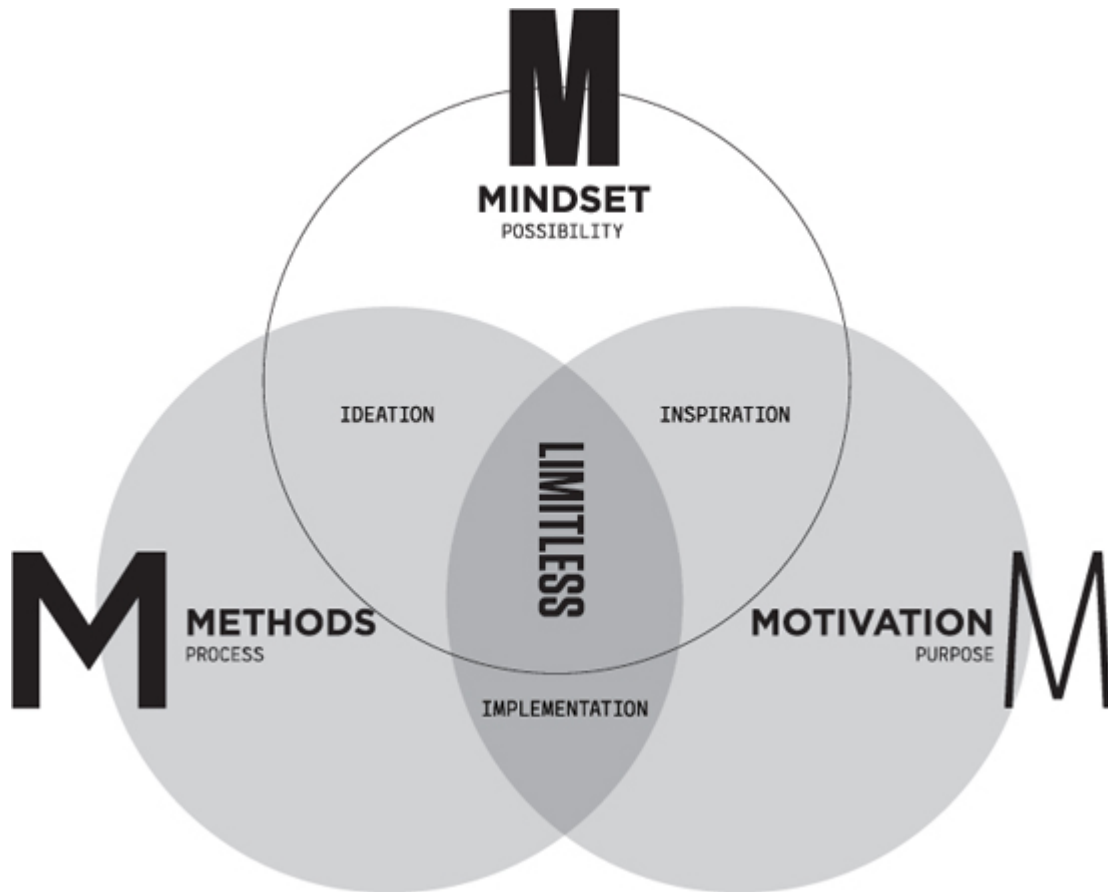 M
MINDSET
POSSIBILITY
IDEATION
INSPIRATION
LIMITLESS
M
METHODS
PROCESS
MOTIVATION
PURPOSE
M
IMPLEMENTATION